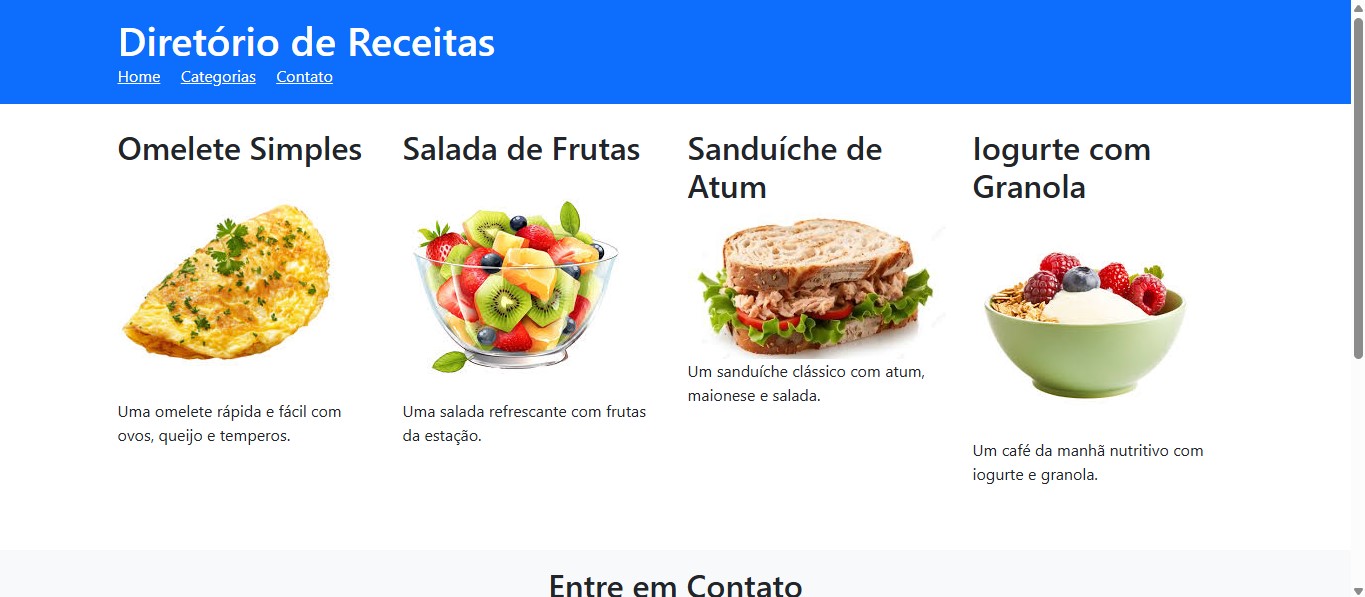 Diretório de Receitas
Home Categorias Contato
Omelete Simples
Uma omelete rápida e fácil com
ovos, queijo e temperos.
Salada de Frutas
Uma salada refrescante com frutas
da estação.
Sanduíche de
Atum
Um sanduíche clássico com atum,
maionese e salada.
Iogurte com
Granola
Um café da manhã nutritivo com
iogurte e granola.
Entre em Contato